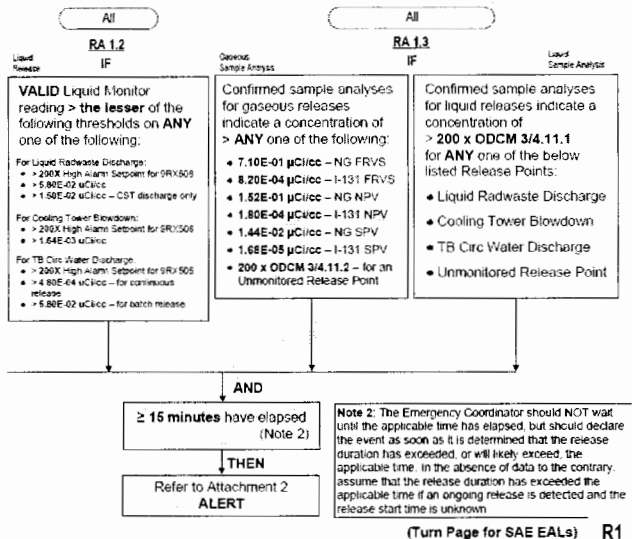 All
All
RA 1.2
RA 1.3
Liquid
Release
IF
Gaseous
Sample Analysis
IF
Liquid
Sample Analysis
VALID Liquid Monitor
reading > the lesser of the
following thresholds on ANY
one of the following:
For Liquid Radwaste Discharge:
• > 200X High Alarm Setpoint for 9RX508
• > 5.80E-02 uCi/cc
• > 1.50E-02 uCi/cc – CST discharge only
For Cooling Tower Blowdown:
• > 200X High Alarm Setpoint for 9RX506
• > 1.64E-03 uCi/cc
For TB Circ Water Discharge:
• > 200X High Alarm Setpoint for 9RX505
• > 4.80E-04 uCi/cc – for continuous
release
• > 5.80E-02 uCi/cc – for batch release
Confirmed sample analyses
for gaseous releases
indicate a concentration of
> ANY one of the following:
• 7.10E-01 µCi/cc – NG FRVS
• 8.20E-04 µCi/cc – I-131 FRVS
• 1.52E-01 µCi/cc – NG NPV
• 1.80E-04 µCi/cc – I-131 NPV
• 1.44E-02 µCi/cc – NG SPV
• 1.68E-05 µCi/cc – I-131 SPV
• 200 x ODCM 3/4.11.2 – for an
Unmonitored Release Point
Confirmed sample analyses
for liquid releases indicate a
concentration of
> 200 x ODCM 3/4.11.1
for ANY one of the below
listed Release Points:
• Liquid Radwaste Discharge
• Cooling Tower Blowdown
• TB Circ Water Discharge
• Unmonitored Release Point
AND
≥ 15 minutes have elapsed
(Note 2)
THEN
Refer to Attachment 2
ALERT
Note 2: The Emergency Coordinator should NOT wait
until the applicable time has elapsed, but should declare
the event as soon as it is determined that the release
duration has exceeded, or will likely exceed, the
applicable time. In the absence of data to the contrary,
assume that the release duration has exceeded the
applicable time if an ongoing release is detected and the
release start time is unknown
(Turn Page for SAE EALs) R1